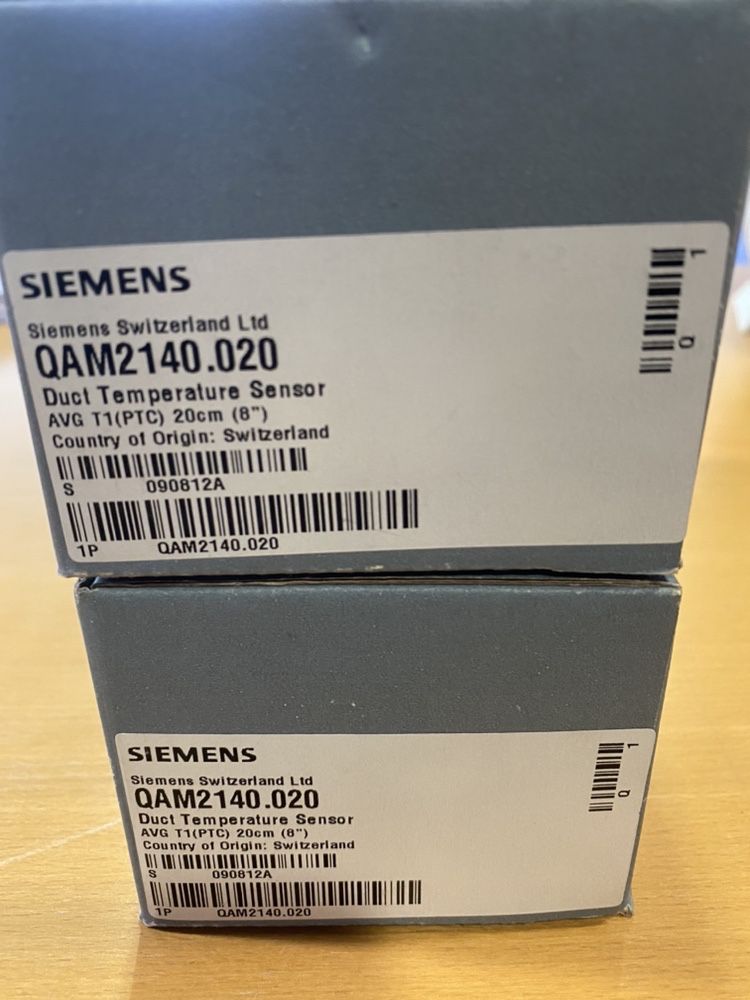 SIEMENS
Siemens Switzerland Ltd
QAM2140.020
Duct Temperature Sensor
AVG T1(PTC) 20cm (8")
Country of Origin: Switzerland
S 090812A
1P QAM2140.020
Q 1
SIEMENS
Siemens Switzerland Ltd
QAM2140.020
Duct Temperature Sensor
AVG T1(PTC) 20cm (8")
Country of Origin: Switzerland
S 090812A
1P QAM2140.020
Q 1